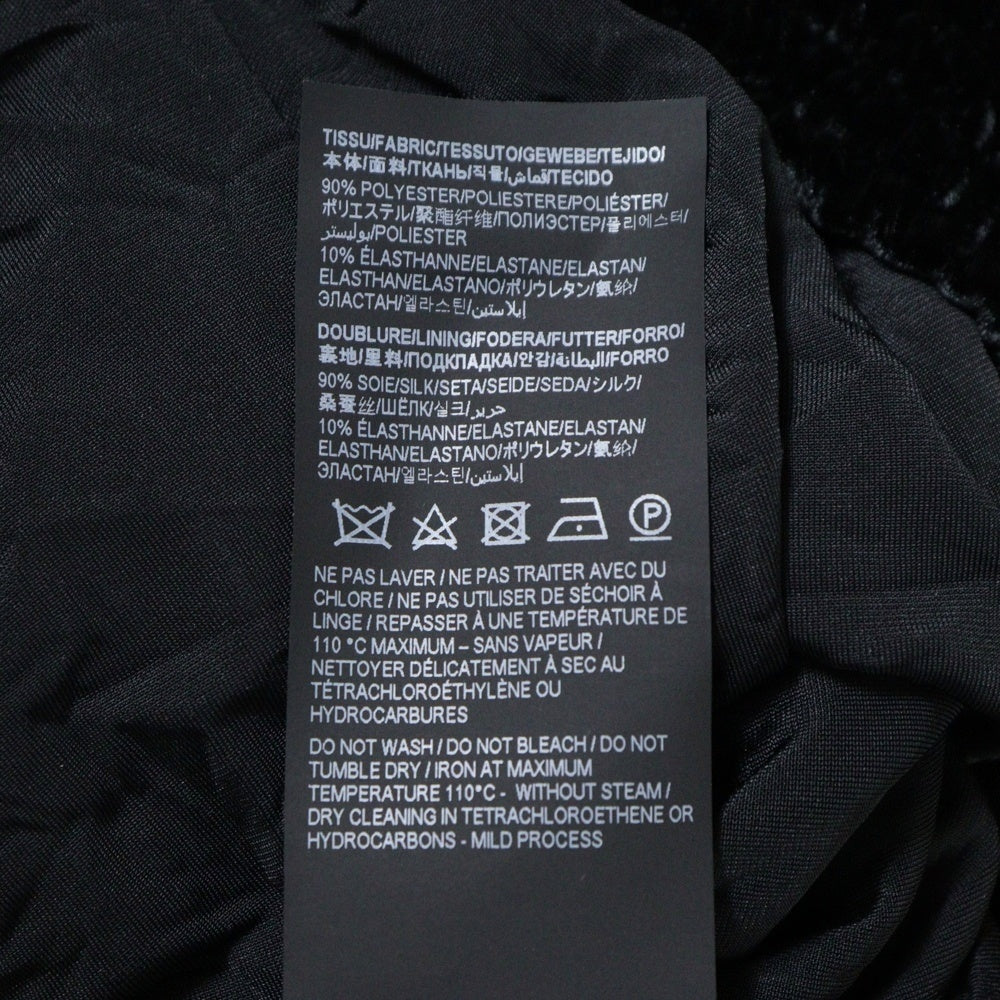 TISSU/FABRIC/TESSUTO/GEWEBE/TEJIDO/
本体/面料/ТКАНЬ/직물/قماش/TECIDO
90% POLYESTER/POLIESTERE/POLIÉSTER/
ポリエステル/聚酯纤维/ПОЛИЭСТЕР/폴리에스터/
بوليستر/POLIESTER
10% ÉLASTHANNE/ELASTANE/ELASTAN/
ELASTHAN/ELASTANO/ポリウレタン/氨纶/
ЭЛАСТАН/엘라스틴/إيلاستين
DOUBLURE/LINING/FODERA/FUTTER/FORRO/
裏地/里料/ПОДКЛАДКА/안감/البطانة/FORRO
90% SOIE/SILK/SETA/SEIDE/SEDA/シルク/
桑蚕丝/ШЁЛК/실크/حرير
10% ÉLASTHANNE/ELASTANE/ELASTAN/
ELASTHAN/ELASTANO/ポリウレタン/氨纶/
ЭЛАСТАН/엘라스틴/إيلاستين
P
NE PAS LAVER / NE PAS TRAITER AVEC DU
CHLORE / NE PAS UTILISER DE SÉCHOIR À
LINGE / REPASSER À UNE TEMPÉRATURE DE
110 °C MAXIMUM – SANS VAPEUR /
NETTOYER DÉLICATEMENT À SEC AU
TÉTRACHLOROÉTHYLÈNE OU
HYDROCARBURES
DO NOT WASH / DO NOT BLEACH / DO NOT
TUMBLE DRY / IRON AT MAXIMUM
TEMPERATURE 110°C - WITHOUT STEAM /
DRY CLEANING IN TETRACHLOROETHENE OR
HYDROCARBONS - MILD PROCESS